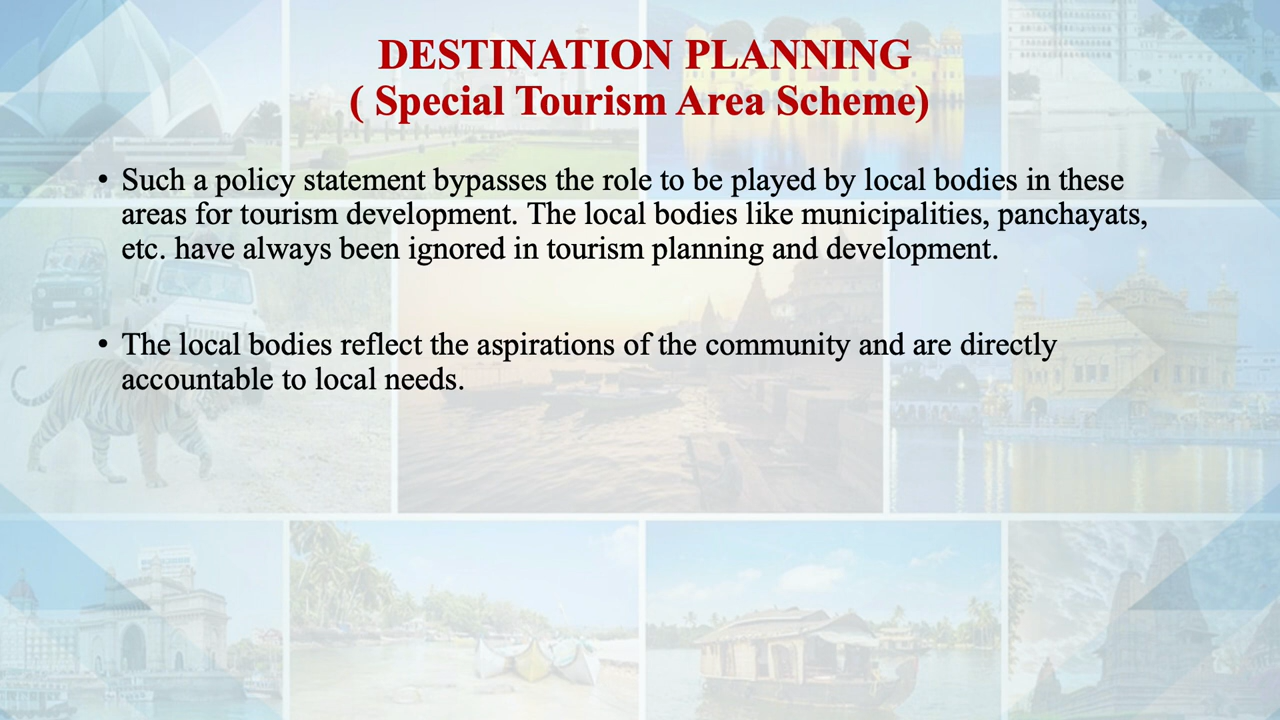 DESTINATION PLANNING
( Special Tourism Area Scheme)
• Such a policy statement bypasses the role to be played by local bodies in these
areas for tourism development. The local bodies like municipalities, panchayats,
etc. have always been ignored in tourism planning and development.
• The local bodies reflect the aspirations of the community and are directly
accountable to local needs.